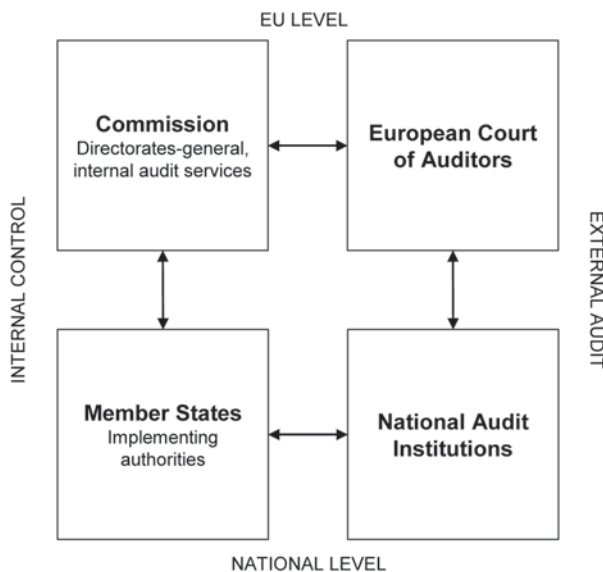 EU LEVEL
Commission
Directorates-general,
internal audit services
European Court
of Auditors
INTERNAL CONTROL
EXTERNAL AUDIT
Member States
Implementing
authorities
National Audit
Institutions
NATIONAL LEVEL